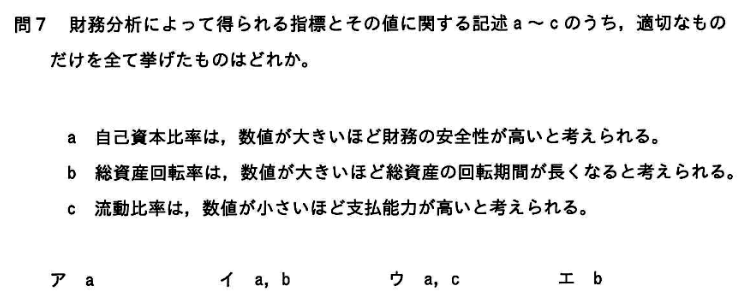 問７　財務分析によって得られる指標とその値に関する記述ａ～ｃのうち，適切なもの
だけを全て挙げたものはどれか。
ａ　自己資本比率は，数値が大きいほど財務の安全性が高いと考えられる。
ｂ　総資産回転率は，数値が大きいほど総資産の回転期間が長くなると考えられる。
ｃ　流動比率は，数値が小さいほど支払能力が高いと考えられる。
ア　ａ　イ　ａ，ｂ　ウ　ａ，ｃ　エ　ｂ